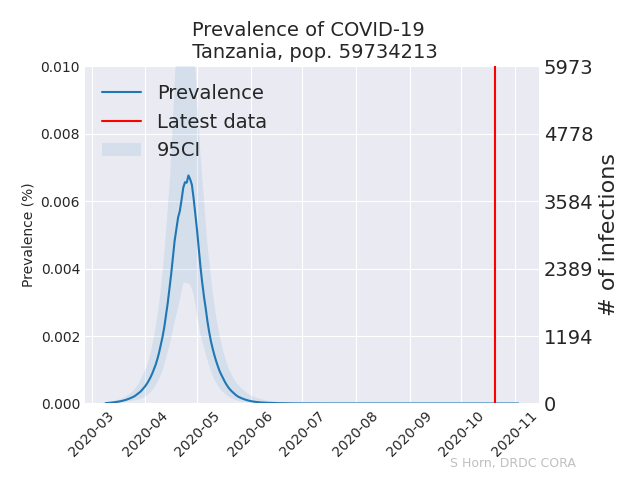 Prevalence of COVID-19
Tanzania, pop. 59734213
Prevalence
Latest data
95CI
Prevalence (%)
0.010
0.008
0.006
0.004
0.002
0.000
5973
4778
3584
2389
1194
0
# of infections
2020-03
2020-04
2020-05
2020-06
2020-07
2020-08
2020-09
2020-10
2020-11
S Horn, DRDC CORA